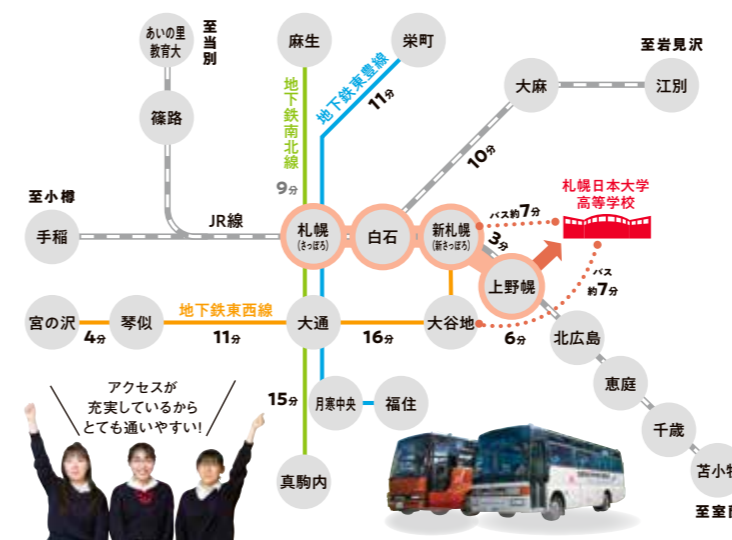 あいの里
教育大
至当別
麻生
栄町
至岩見沢
篠路
地下鉄南北線
地下鉄東豊線
11分
大麻
江別
10分
9分
至小樽
手稲
JR線
札幌
(さっぽろ)
白石
新札幌
(新さっぽろ)
バス約7分
札幌日本大学
高等学校
3分
上野幌
バス
約7分
宮の沢
4分
琴似
地下鉄東西線
11分
大通
16分
大谷地
6分
北広島
恵庭
千歳
至室
アクセスが
充実しているから
とても通いやすい!
15分
月寒中央
福住
真駒内
苫小